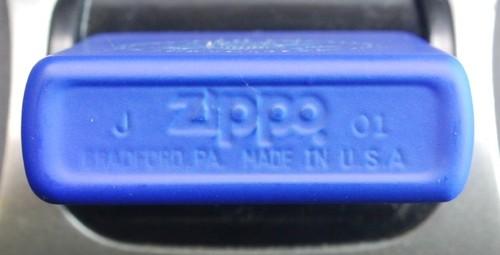 J Zippo 01
BRADFORD, PA. MADE IN U.S.A